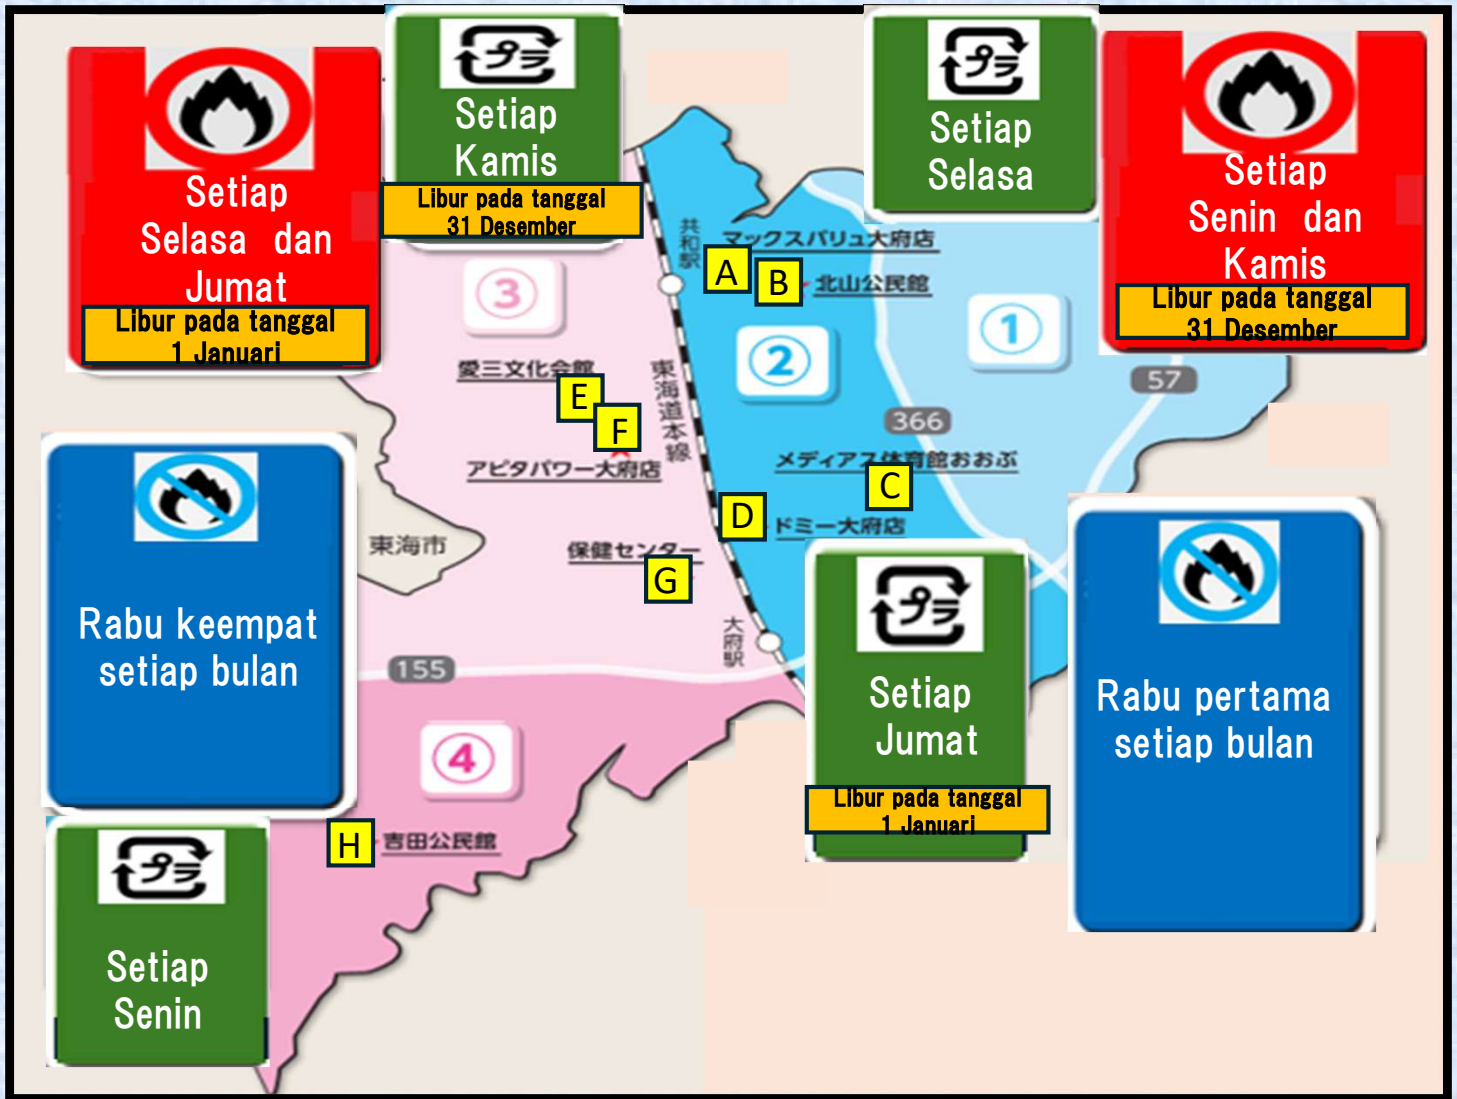 プラ
Setiap
Kamis
Libur pada tanggal
31 Desember
プラ
Setiap
Selasa
Setiap
Selasa dan
Jumat
Libur pada tanggal
1 Januari
Setiap
Senin dan
Kamis
Libur pada tanggal
31 Desember
共和駅
マックスバリュ大府店
A
B
北山公民館
③
①
②
愛三文化会館
E
F
東海道本線
57
366
アピタパワー大府店
メディアス体育館おおぶ
C
D
ドミー大府店
東海市
保健センター
G
大府駅
155
Rabu keempat
setiap bulan
プラ
Setiap
Jumat
Libur pada tanggal
1 Januari
Rabu pertama
setiap bulan
④
H
吉田公民館
プラ
Setiap
Senin